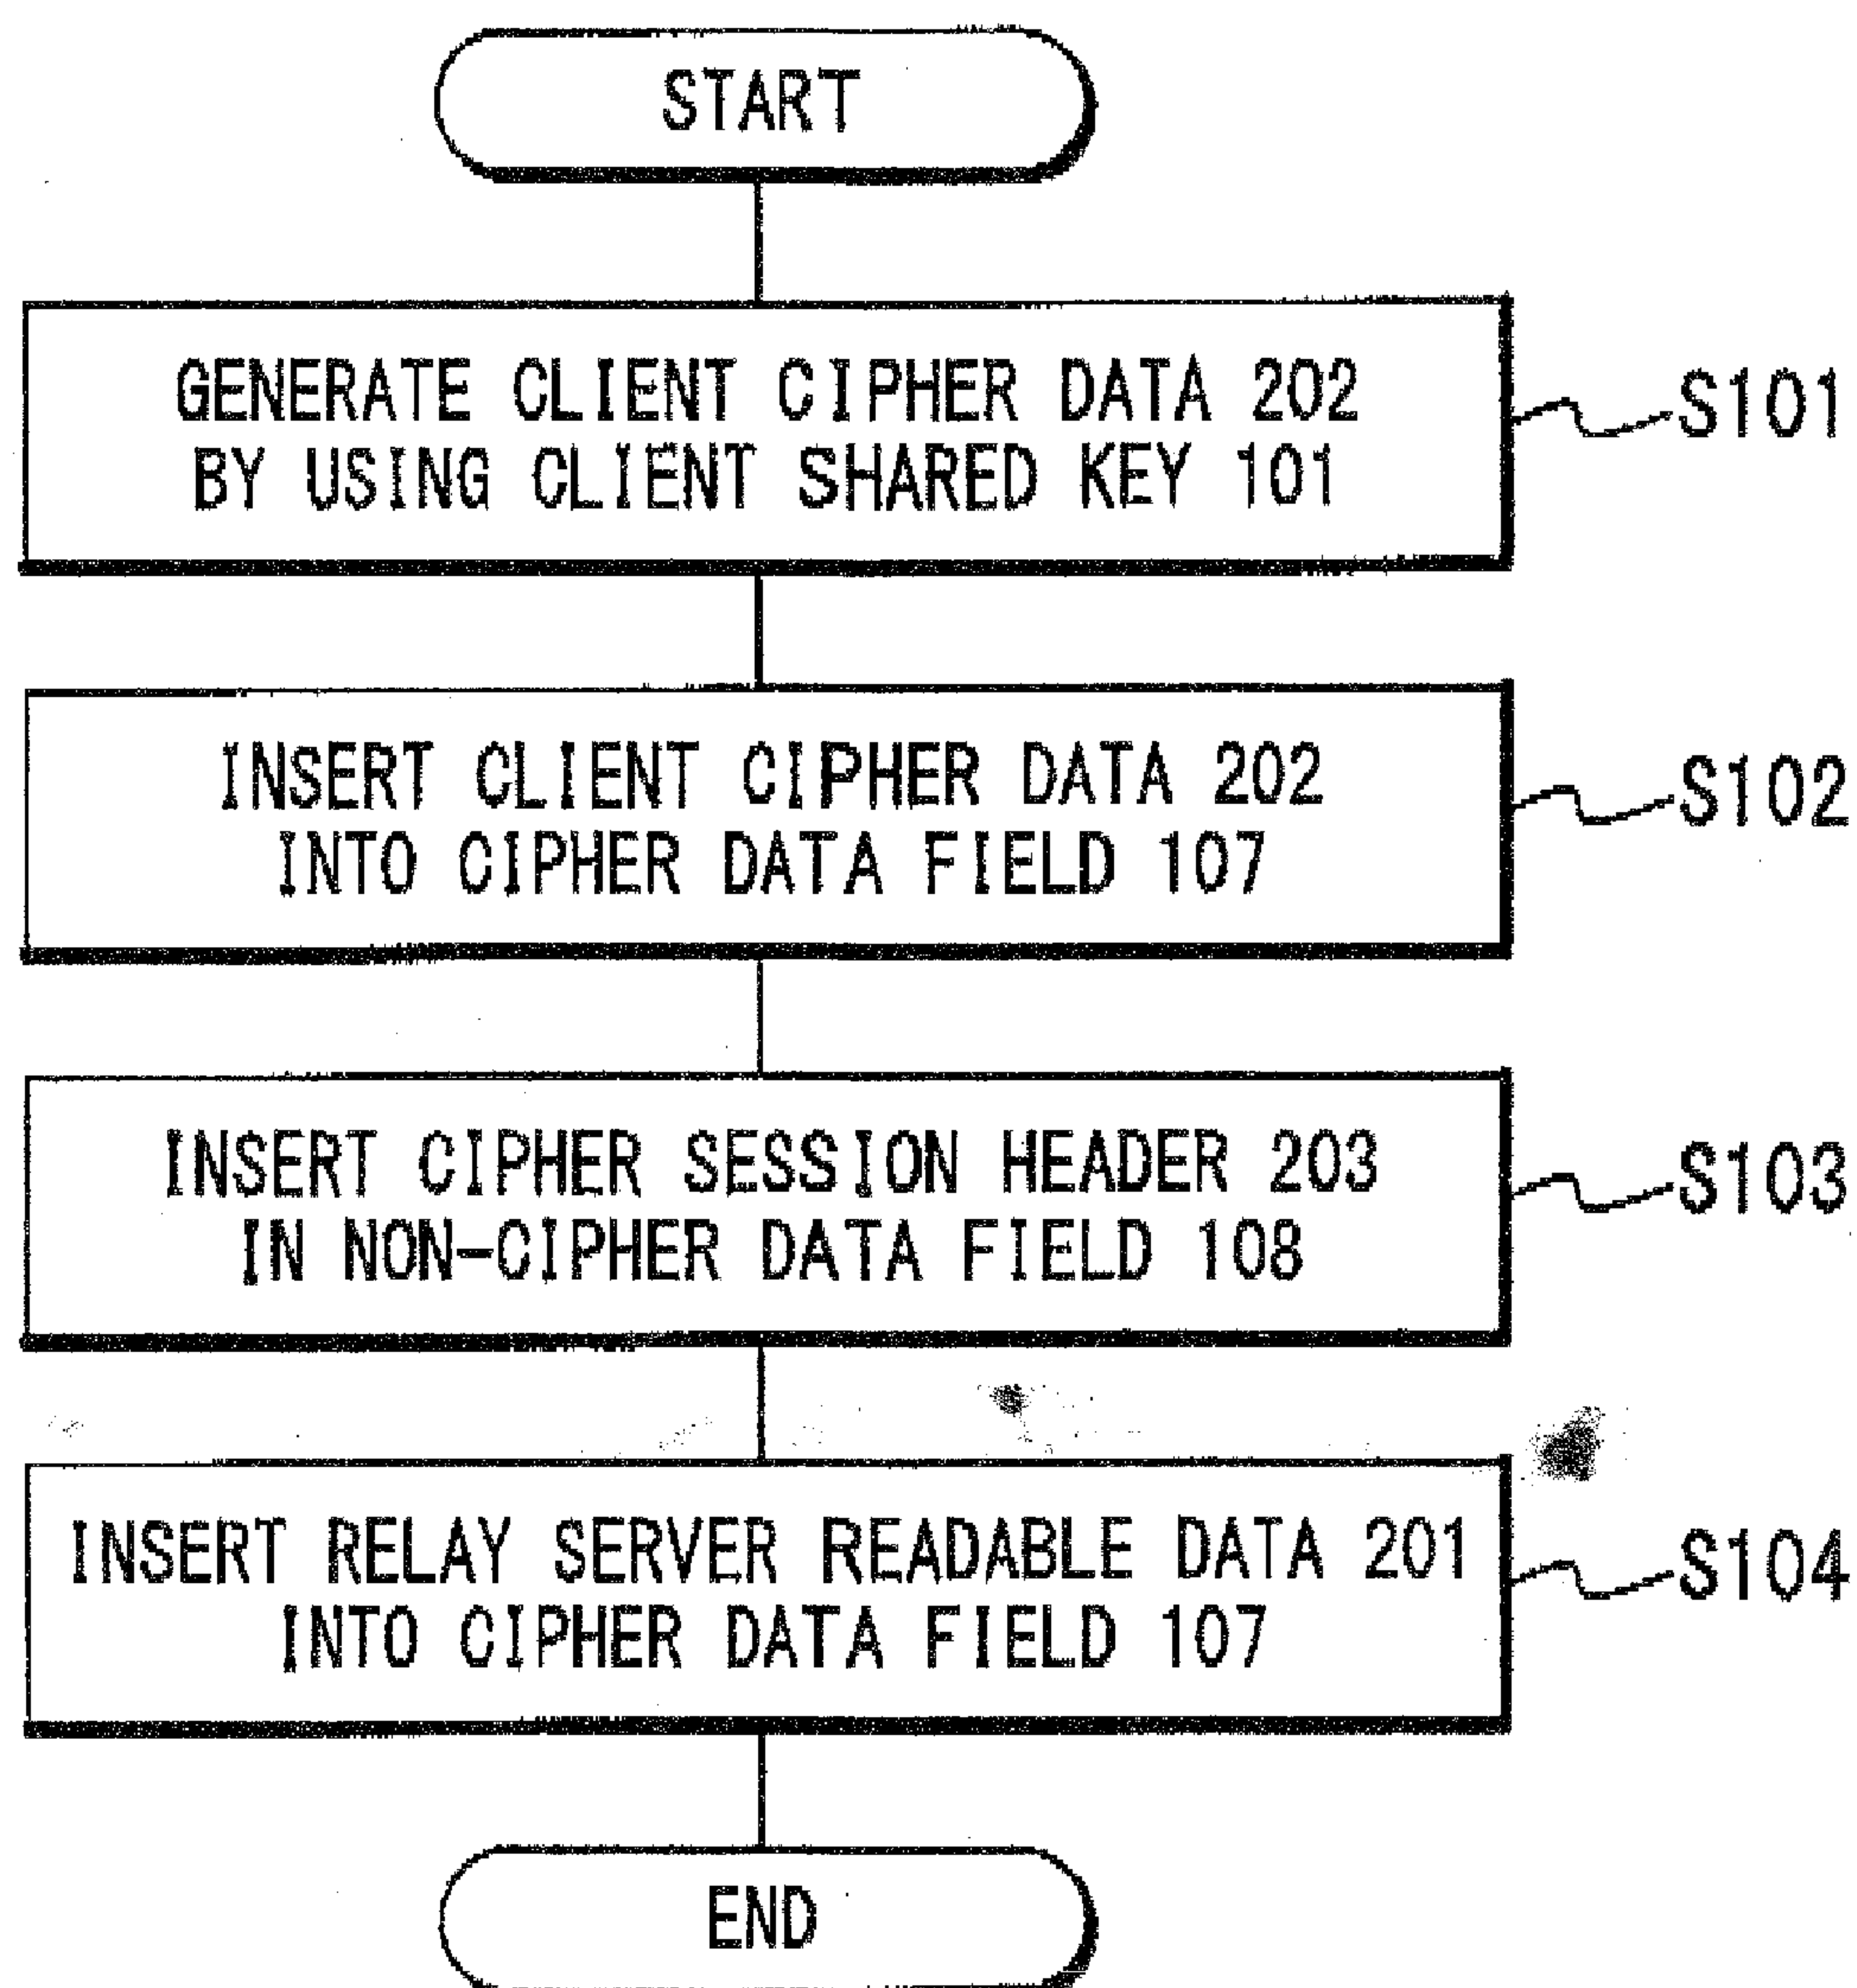 START
GENERATE CLIENT CIPHER DATA 202
BY USING CLIENT SHARED KEY 101
S101
INSERT CLIENT CIPHER DATA 202
INTO CIPHER DATA FIELD 107
S102
INSERT CIPHER SESSION HEADER 203
IN NON-CIPHER DATA FIELD 108
S103
INSERT RELAY SERVER READABLE DATA 201
INTO CIPHER DATA FIELD 107
S104
END